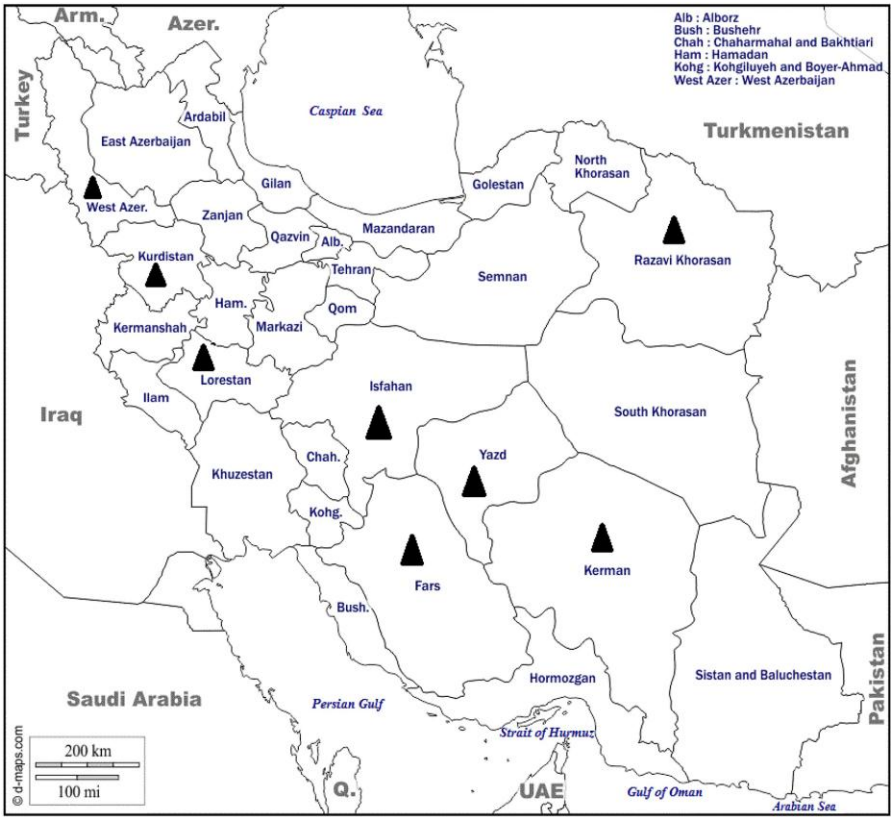 Arm.
Azer.
Alb : Alborz
Bush : Bushehr
Chah : Chaharmahal and Bakhtiari
Ham : Hamadan
Kohg : Kohgiluyeh and Boyer-Ahmad
West Azer : West Azerbaijan
Turkey
Caspian Sea
Ardabil
East Azerbaijan
Turkmenistan
North
Khorasan
Gilan
Golestan
West Azer.
Zanjan
Mazandaran
Qazvin
Alb.
Kurdistan
Razavi Khorasan
Tehran
Semnan
Ham.
Qom
Kermanshah
Markazi
Lorestan
Isfahan
Ilam
Iraq
South Khorasan
Afghanistan
Chah.
Yazd
Khuzestan
Kohg.
Kerman
Fars
Bush.
Sistan and Baluchestan
Hormozgan
Pakistan
Saudi Arabia
Persian Gulf
Strait of Hurmuz
200 km
100 mi
© d-maps.com
Q.
UAE
Gulf of Oman
Arabian Sea